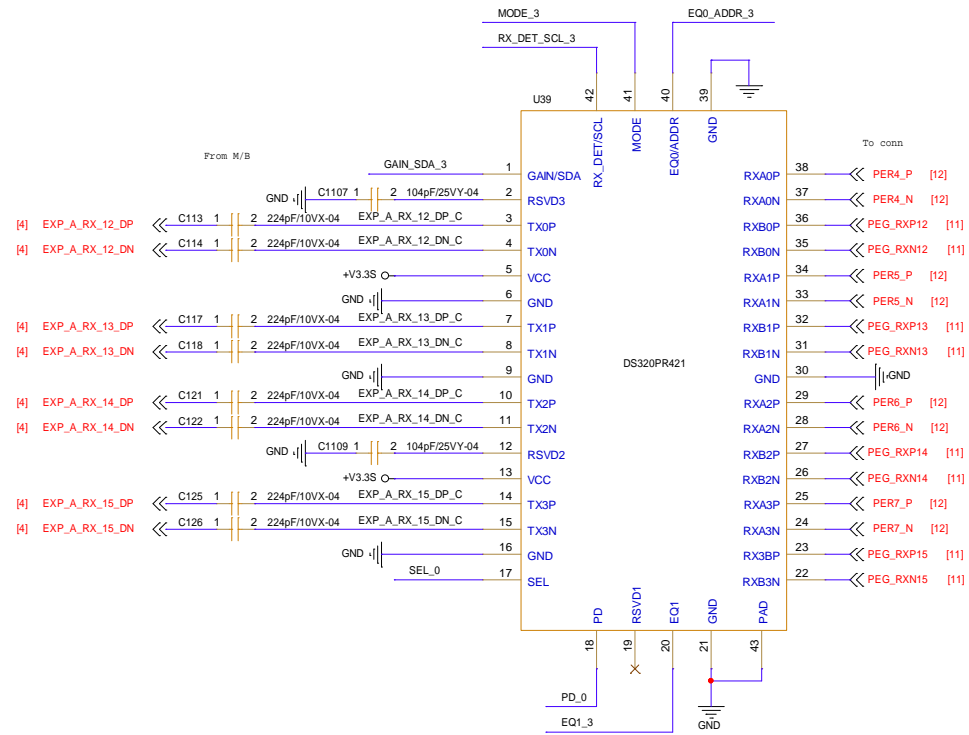 MODE_3
EQ0_ADDR_3
RX_DET_SCL_3
42
41
40
39
U39
RX_DET/SCL
MODE
EQ0/ADDR
GND
From M/B
To conn
GAIN_SDA_3 1 GAIN/SDA
RXA0P 38 PER4_P [12]
GND C1107 1 2 104pF/25VY-04 2 RSVD3
RXA0N 37 PER4_N [12]
[4] EXP_A_RX_12_DP C113 1 2 224pF/10VX-04 EXP_A_RX_12_DP_C 3 TX0P
RXB0P 36 PEG_RXP12 [11]
[4] EXP_A_RX_12_DN C114 1 2 224pF/10VX-04 EXP_A_RX_12_DN_C 4 TX0N
RXB0N 35 PEG_RXN12 [11]
+V3.3S 5 VCC
RXA1P 34 PER5_P [12]
GND 6 GND
RXA1N 33 PER5_N [12]
[4] EXP_A_RX_13_DP C117 1 2 224pF/10VX-04 EXP_A_RX_13_DP_C 7 TX1P
RXB1P 32 PEG_RXP13 [11]
[4] EXP_A_RX_13_DN C118 1 2 224pF/10VX-04 EXP_A_RX_13_DN_C 8 TX1N
RXB1N 31 PEG_RXN13 [11]
DS320PR421
GND 9 GND
GND 30 GND
[4] EXP_A_RX_14_DP C121 1 2 224pF/10VX-04 EXP_A_RX_14_DP_C 10 TX2P
RXA2P 29 PER6_P [12]
[4] EXP_A_RX_14_DN C122 1 2 224pF/10VX-04 EXP_A_RX_14_DN_C 11 TX2N
RXA2N 28 PER6_N [12]
GND C1109 1 2 104pF/25VY-04 12 RSVD2
RXB2P 27 PEG_RXP14 [11]
+V3.3S 13 VCC
RXB2N 26 PEG_RXN14 [11]
[4] EXP_A_RX_15_DP C125 1 2 224pF/10VX-04 EXP_A_RX_15_DP_C 14 TX3P
RXA3P 25 PER7_P [12]
[4] EXP_A_RX_15_DN C126 1 2 224pF/10VX-04 EXP_A_RX_15_DN_C 15 TX3N
RXA3N 24 PER7_N [12]
GND 16 GND
RX3BP 23 PEG_RXP15 [11]
SEL_0 17 SEL
RXB3N 22 PEG_RXN15 [11]
PD
RSVD1
EQ1
GND
PAD
18
19
20
21
43
PD_0
EQ1_3
GND